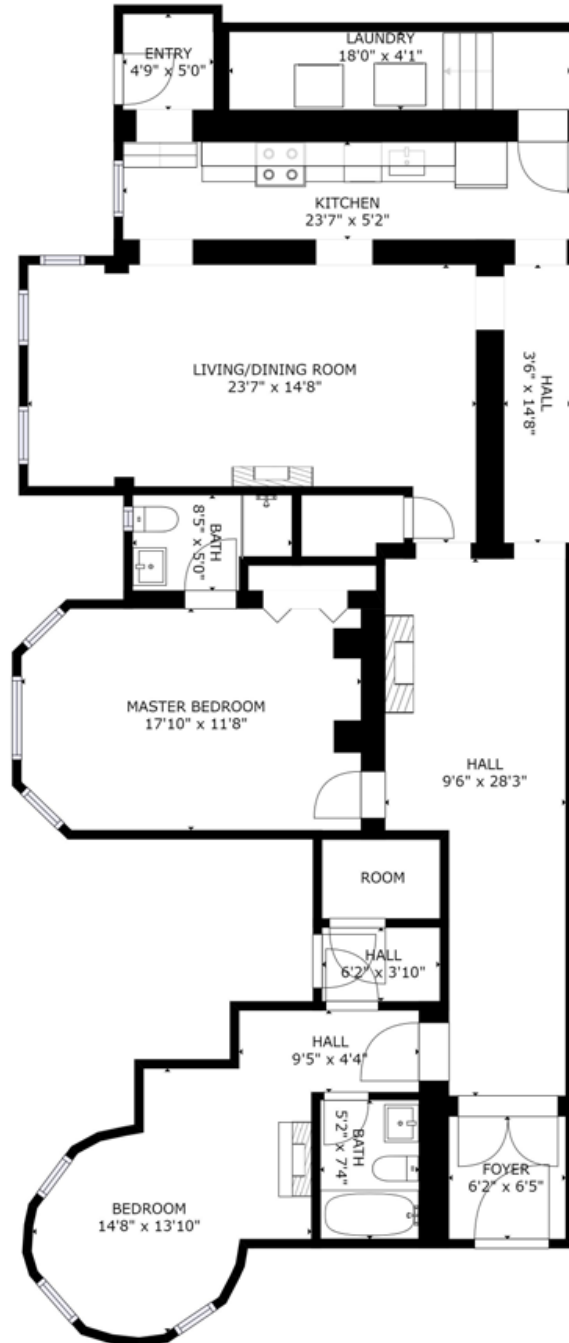 LAUNDRY
18'0" x 4'1"
ENTRY
4'9" x 5'0"
KITCHEN
23'7" x 5'2"
LIVING/DINING ROOM
23'7" x 14'8"
HALL
3'6" x 14'8"
BATH
8'5" x 5'0"
MASTER BEDROOM
17'10" x 11'8"
HALL
9'6" x 28'3"
ROOM
HALL
6'2" x 3'10"
HALL
9'5" x 4'4"
BATH
5'2" x 7'4"
FOYER
6'2" x 6'5"
BEDROOM
14'8" x 13'10"